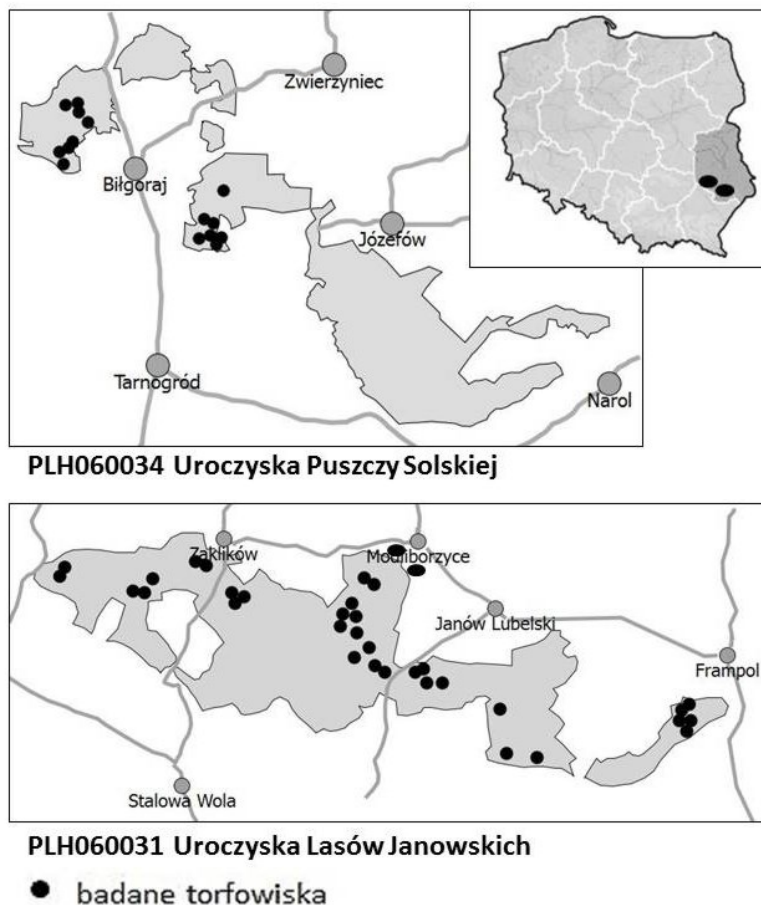 Zwierzyniec
Biłgoraj
Józefów
Tarnogród
Narol
PLH060034 Uroczyska Puszczy Solskiej
Zaklików
Modliborzyce
Janów Lubelski
Frampol
Stalowa Wola
PLH060031 Uroczyska Lasów Janowskich
badane torfowiska